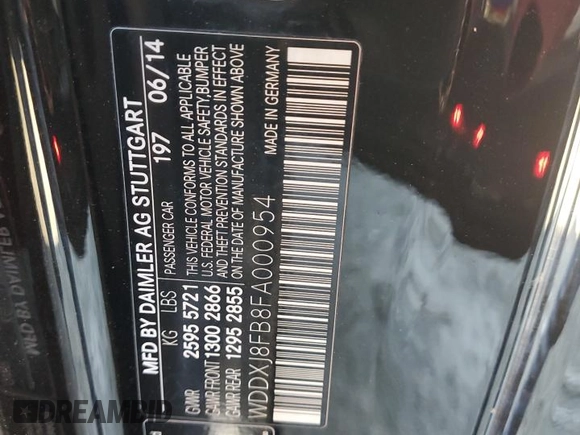 MFD BY DAIMLER AG STUTTGART
197 06/14
KG LBS PASSENGER CAR
GVWR 2595 5721 THIS VEHICLE CONFORMS TO ALL APPLICABLE
GAWR FRONT 1300 2866 U.S. FEDERAL MOTOR VEHICLE SAFETY, BUMPER
GAWR REAR 1295 2855 AND THEFT PREVENTION STANDARDS IN EFFECT
ON THE DATE OF MANUFACTURE SHOWN ABOVE
WDDXJ8FB8FA000954 MADE IN GERMANY
DREAMBID